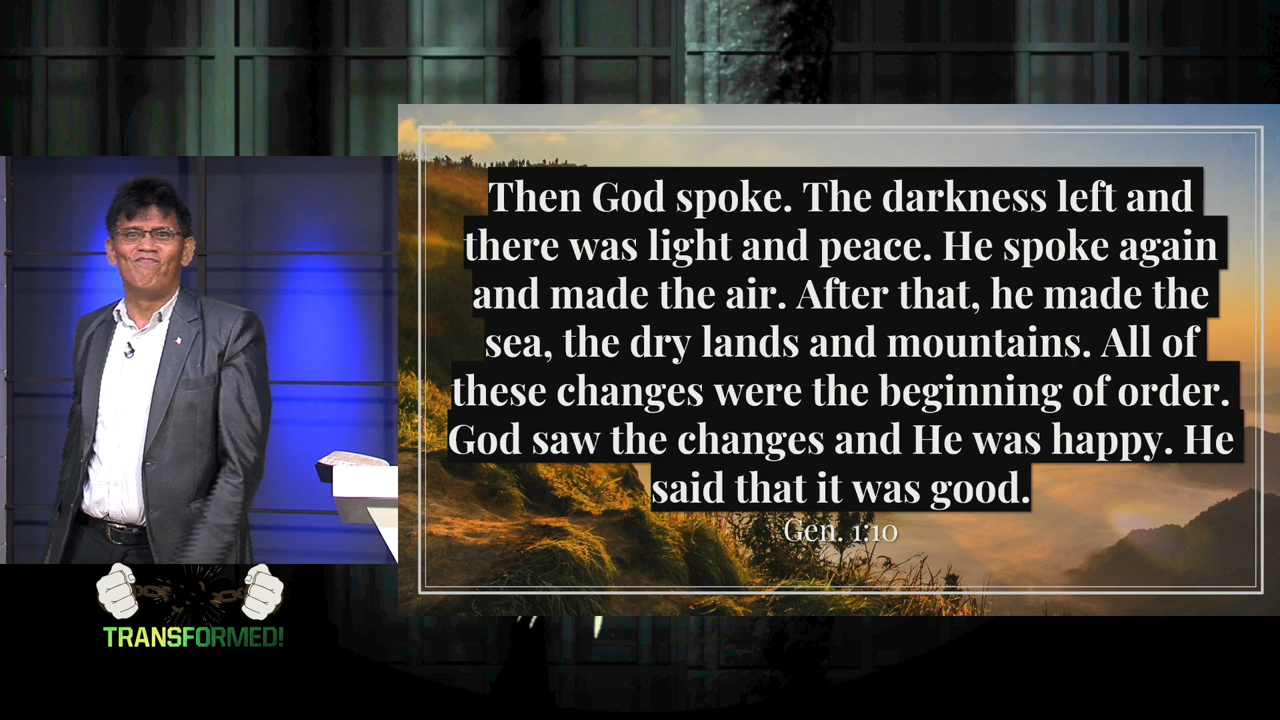 Then God spoke. The darkness left and
there was light and peace. He spoke again
and made the air. After that, he made the
sea, the dry lands and mountains. All of
these changes were the beginning of order.
God saw the changes and He was happy. He
said that it was good.
Gen. 1:10
TRANSFORMED!